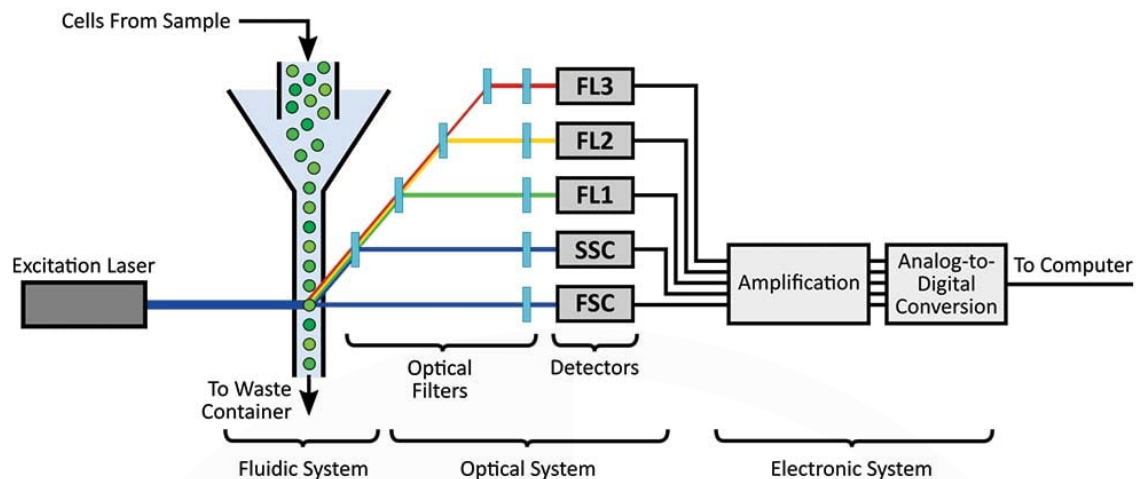 Cells From Sample
FL3
FL2
FL1
SSC
FSC
Excitation Laser
Amplification
Analog-to-
Digital
Conversion
To Computer
Optical
Filters
Detectors
To Waste
Container
Fluidic System
Optical System
Electronic System